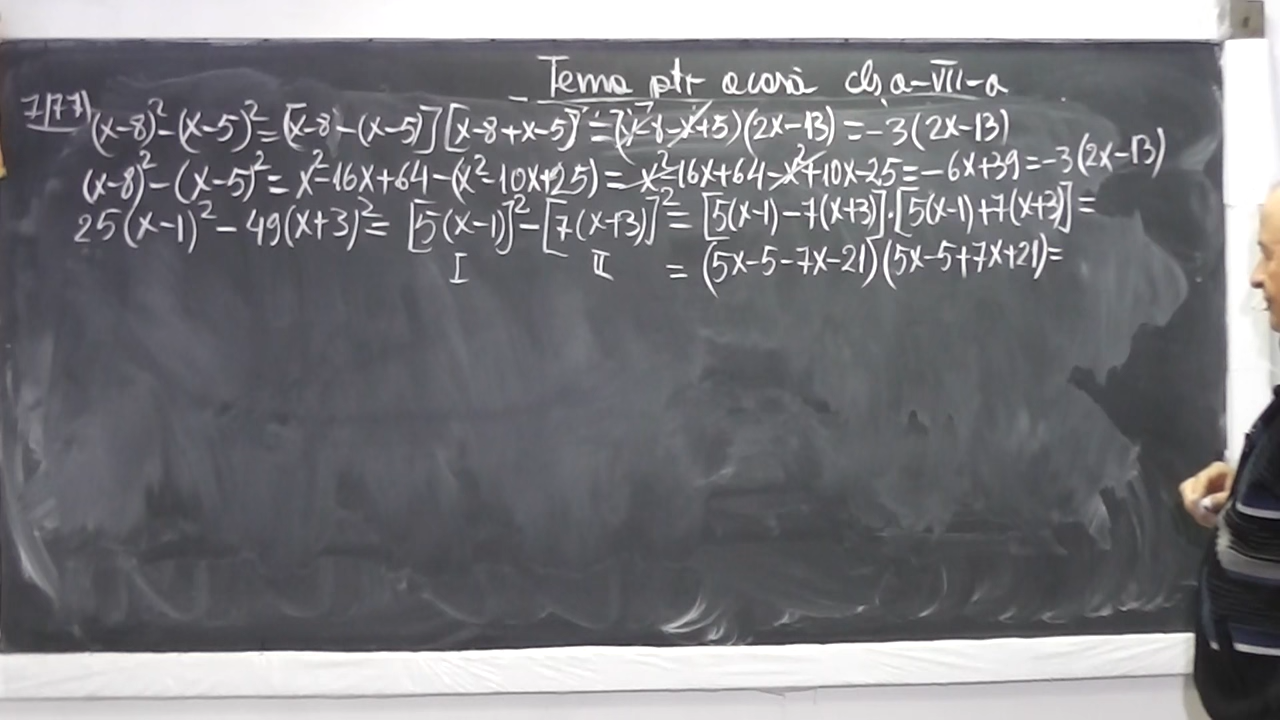 Tema ptr acasă cls a-VII-a
7|77|
(x-8)²-(x-5)²=[x-8-(x-5)][x-8+x-5]=(x-8-x+5)(2x-13)=-3(2x-13)
(x-8)²-(x-5)²=x²-16x+64-(x²-10x+25)=x²-16x+64-x²+10x-25=-6x+39=-3(2x-13)
25(x-1)²-49(x+3)²=[5(x-1)]²-[7(x+3)]²=[5(x-1)-7(x+3)]·[5(x-1)+7(x+3)]=
I II =(5x-5-7x-21)(5x-5+7x+21)=